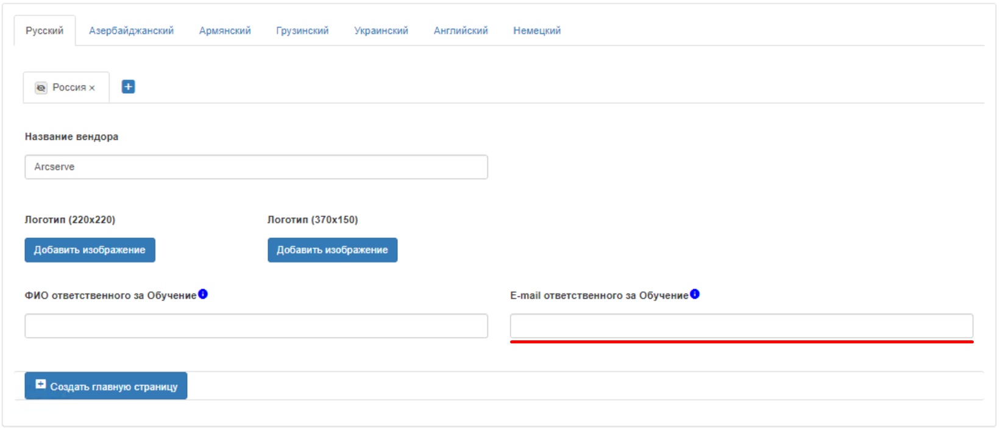 Русский Азербайджанский Армянский Грузинский Украинский Английский Немецкий
Россия ×
Название вендора
Arcserve
Логотип (220x220) Логотип (370x150)
Добавить изображение Добавить изображение
ФИО ответственного за Обучение E-mail ответственного за Обучение
Создать главную страницу